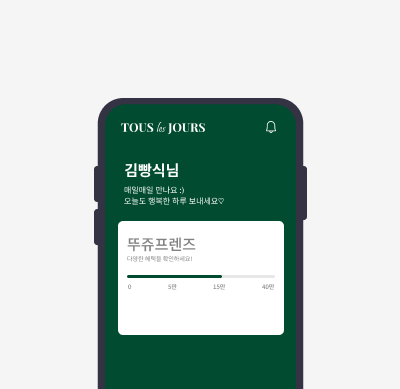 TOUS les JOURS
김빵식님
매일매일 만나요 :)
오늘도 행복한 하루 보내세요♡
뚜쥬프렌즈
다양한 혜택을 확인하세요!
0 5만 15만 40만